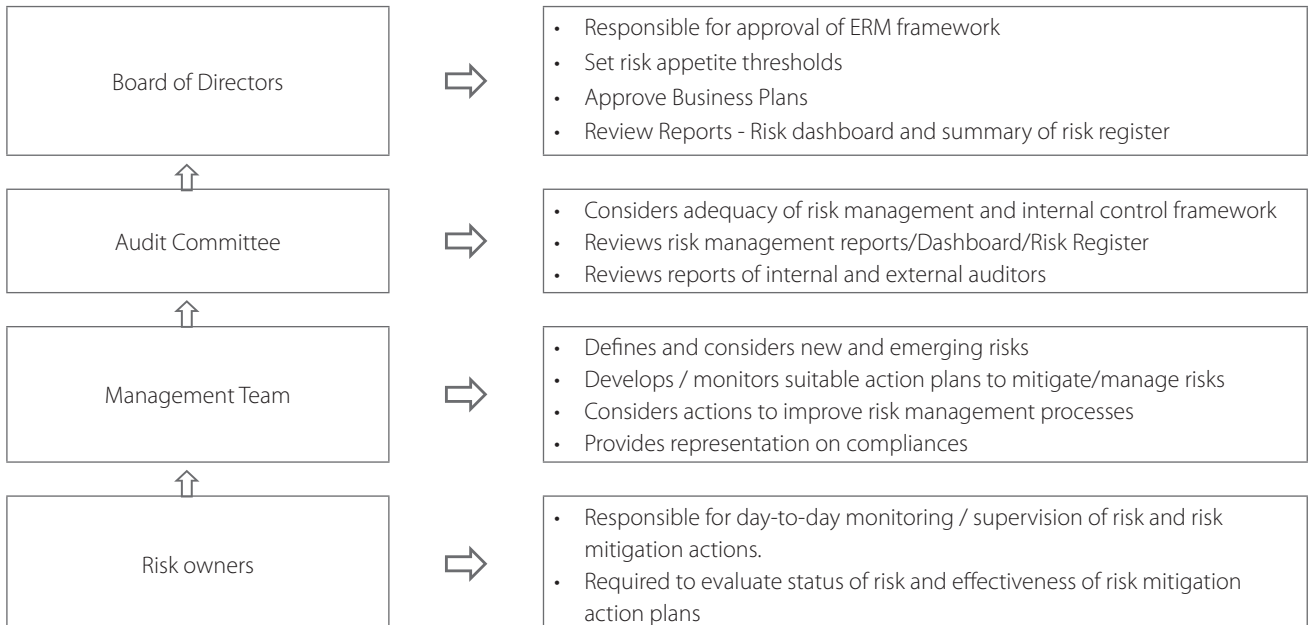 Board of Directors
• Responsible for approval of ERM framework
• Set risk appetite thresholds
• Approve Business Plans
• Review Reports - Risk dashboard and summary of risk register
Audit Committee
• Considers adequacy of risk management and internal control framework
• Reviews risk management reports/Dashboard/Risk Register
• Reviews reports of internal and external auditors
Management Team
• Defines and considers new and emerging risks
• Develops / monitors suitable action plans to mitigate/manage risks
• Considers actions to improve risk management processes
• Provides representation on compliances
Risk owners
• Responsible for day-to-day monitoring / supervision of risk and risk
mitigation actions.
• Required to evaluate status of risk and effectiveness of risk mitigation
action plans